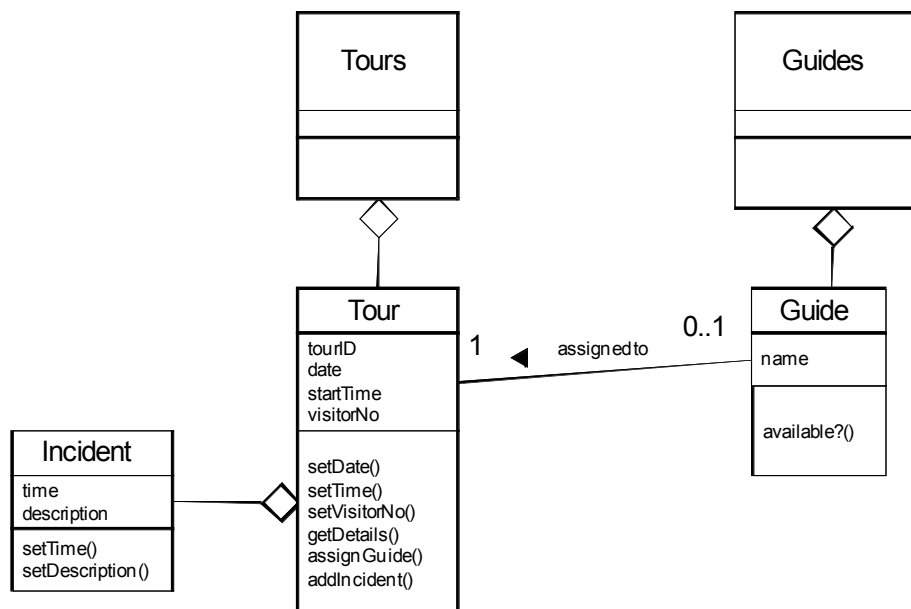 Tours
Guides
Tour
tourID
date
startTime
visitorNo
setDate()
setTime()
setVisitorNo()
getDetails()
assignGuide()
addIncident()
1
assignedto
0..1
Guide
name
available?()
Incident
time
description
setTime()
setDescription()